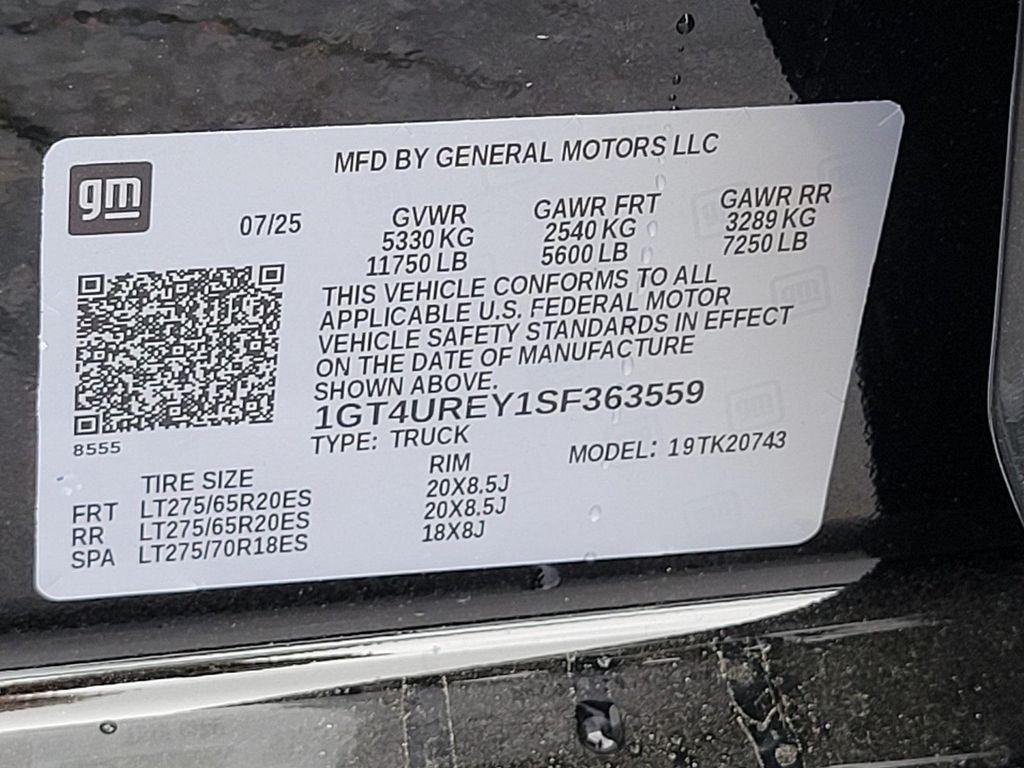 MFD BY GENERAL MOTORS LLC
gm
07/25
GVWR GAWR FRT GAWR RR
5330 KG 2540 KG 3289 KG
11750 LB 5600 LB 7250 LB
THIS VEHICLE CONFORMS TO ALL
APPLICABLE U.S. FEDERAL MOTOR
VEHICLE SAFETY STANDARDS IN EFFECT
ON THE DATE OF MANUFACTURE
SHOWN ABOVE.
1GT4UREY1SF363559
8555
TYPE: TRUCK MODEL: 19TK20743
TIRE SIZE RIM
FRT LT275/65R20ES 20X8.5J
RR LT275/65R20ES 20X8.5J
SPA LT275/70R18ES 18X8J